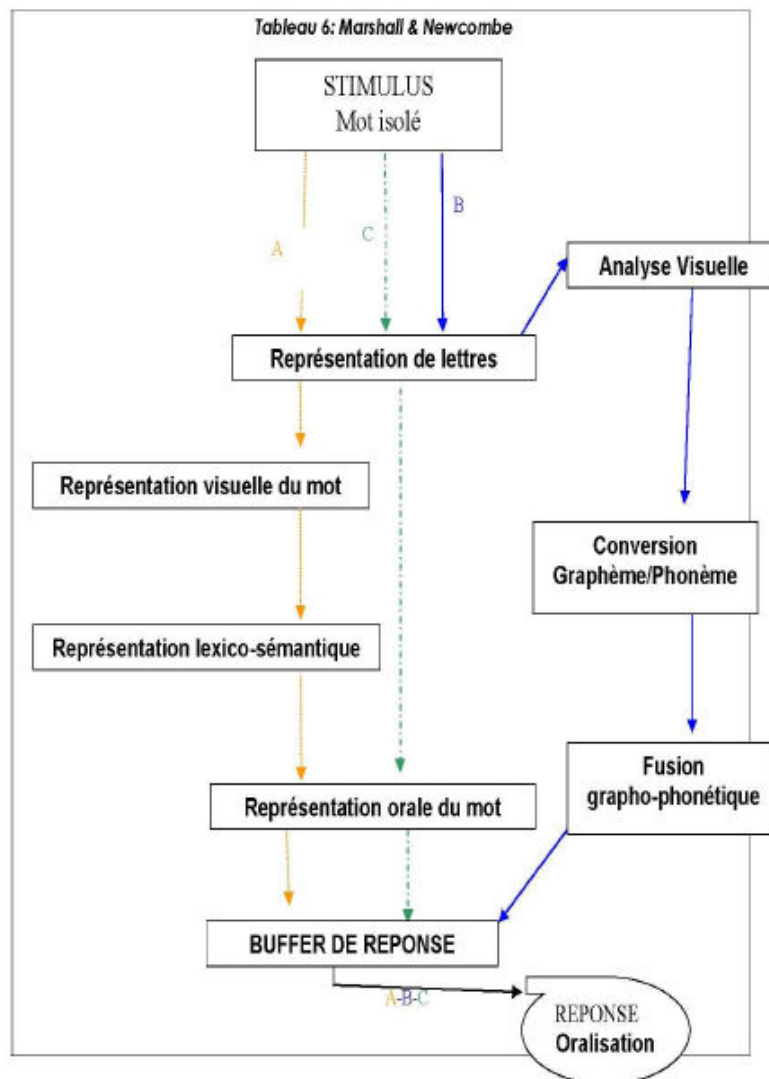 Tableau 6: Marshall & Newcombe
STIMULUS
Mot isolé
A
C
B
Analyse Visuelle
Représentation de lettres
Représentation visuelle du mot
Conversion
Graphème/Phonème
Représentation lexico-sémantique
Fusion
grapho-phonétique
Représentation orale du mot
BUFFER DE REPONSE
A-B-C
REPONSE
Oralisation